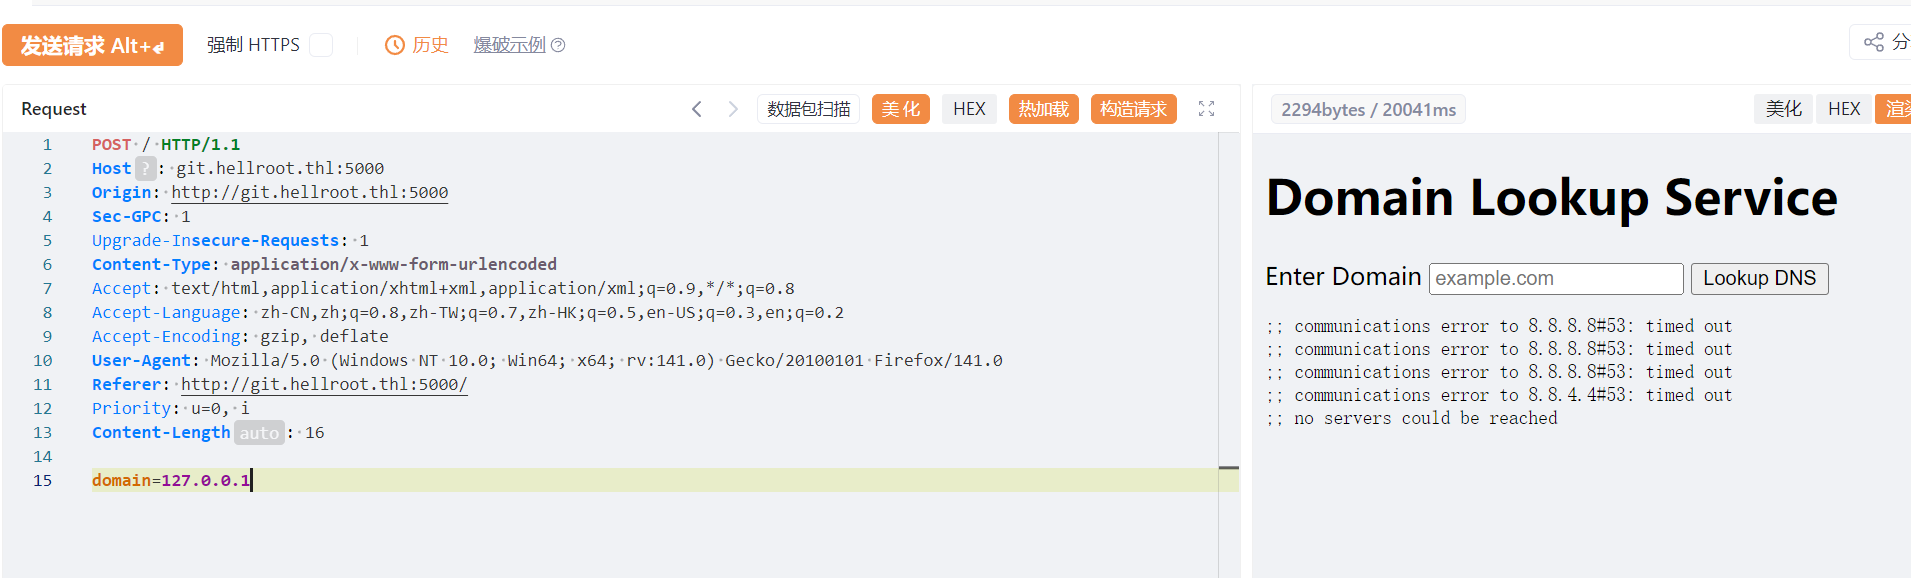 发送请求 Alt+↲ 强制 HTTPS 历史 爆破示例 分
Request 数据包扫描 美化 HEX 热加载 构造请求
1 POST / HTTP/1.1
2 Host ? : git.hellroot.thl:5000
3 Origin: http://git.hellroot.thl:5000
4 Sec-GPC: 1
5 Upgrade-Insecure-Requests: 1
6 Content-Type: application/x-www-form-urlencoded
7 Accept: text/html,application/xhtml+xml,application/xml;q=0.9,*/*;q=0.8
8 Accept-Language: zh-CN,zh;q=0.8,zh-TW;q=0.7,zh-HK;q=0.5,en-US;q=0.3,en;q=0.2
9 Accept-Encoding: gzip, deflate
10 User-Agent: Mozilla/5.0 (Windows NT 10.0; Win64; x64; rv:141.0) Gecko/20100101 Firefox/141.0
11 Referer: http://git.hellroot.thl:5000/
12 Priority: u=0, i
13 Content-Length auto : 16
14
15 domain=127.0.0.1
2294bytes / 20041ms 美化 HEX
Domain Lookup Service
Enter Domain example.com Lookup DNS
;; communications error to 8.8.8.8#53: timed out
;; communications error to 8.8.8.8#53: timed out
;; communications error to 8.8.8.8#53: timed out
;; communications error to 8.8.4.4#53: timed out
;; no servers could be reached